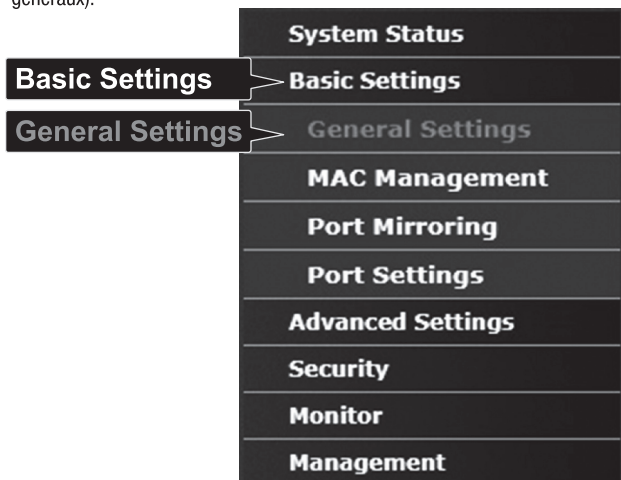 généraux).
System Status
Basic Settings
Basic Settings
General Settings
General Settings
MAC Management
Port Mirroring
Port Settings
Advanced Settings
Security
Monitor
Management